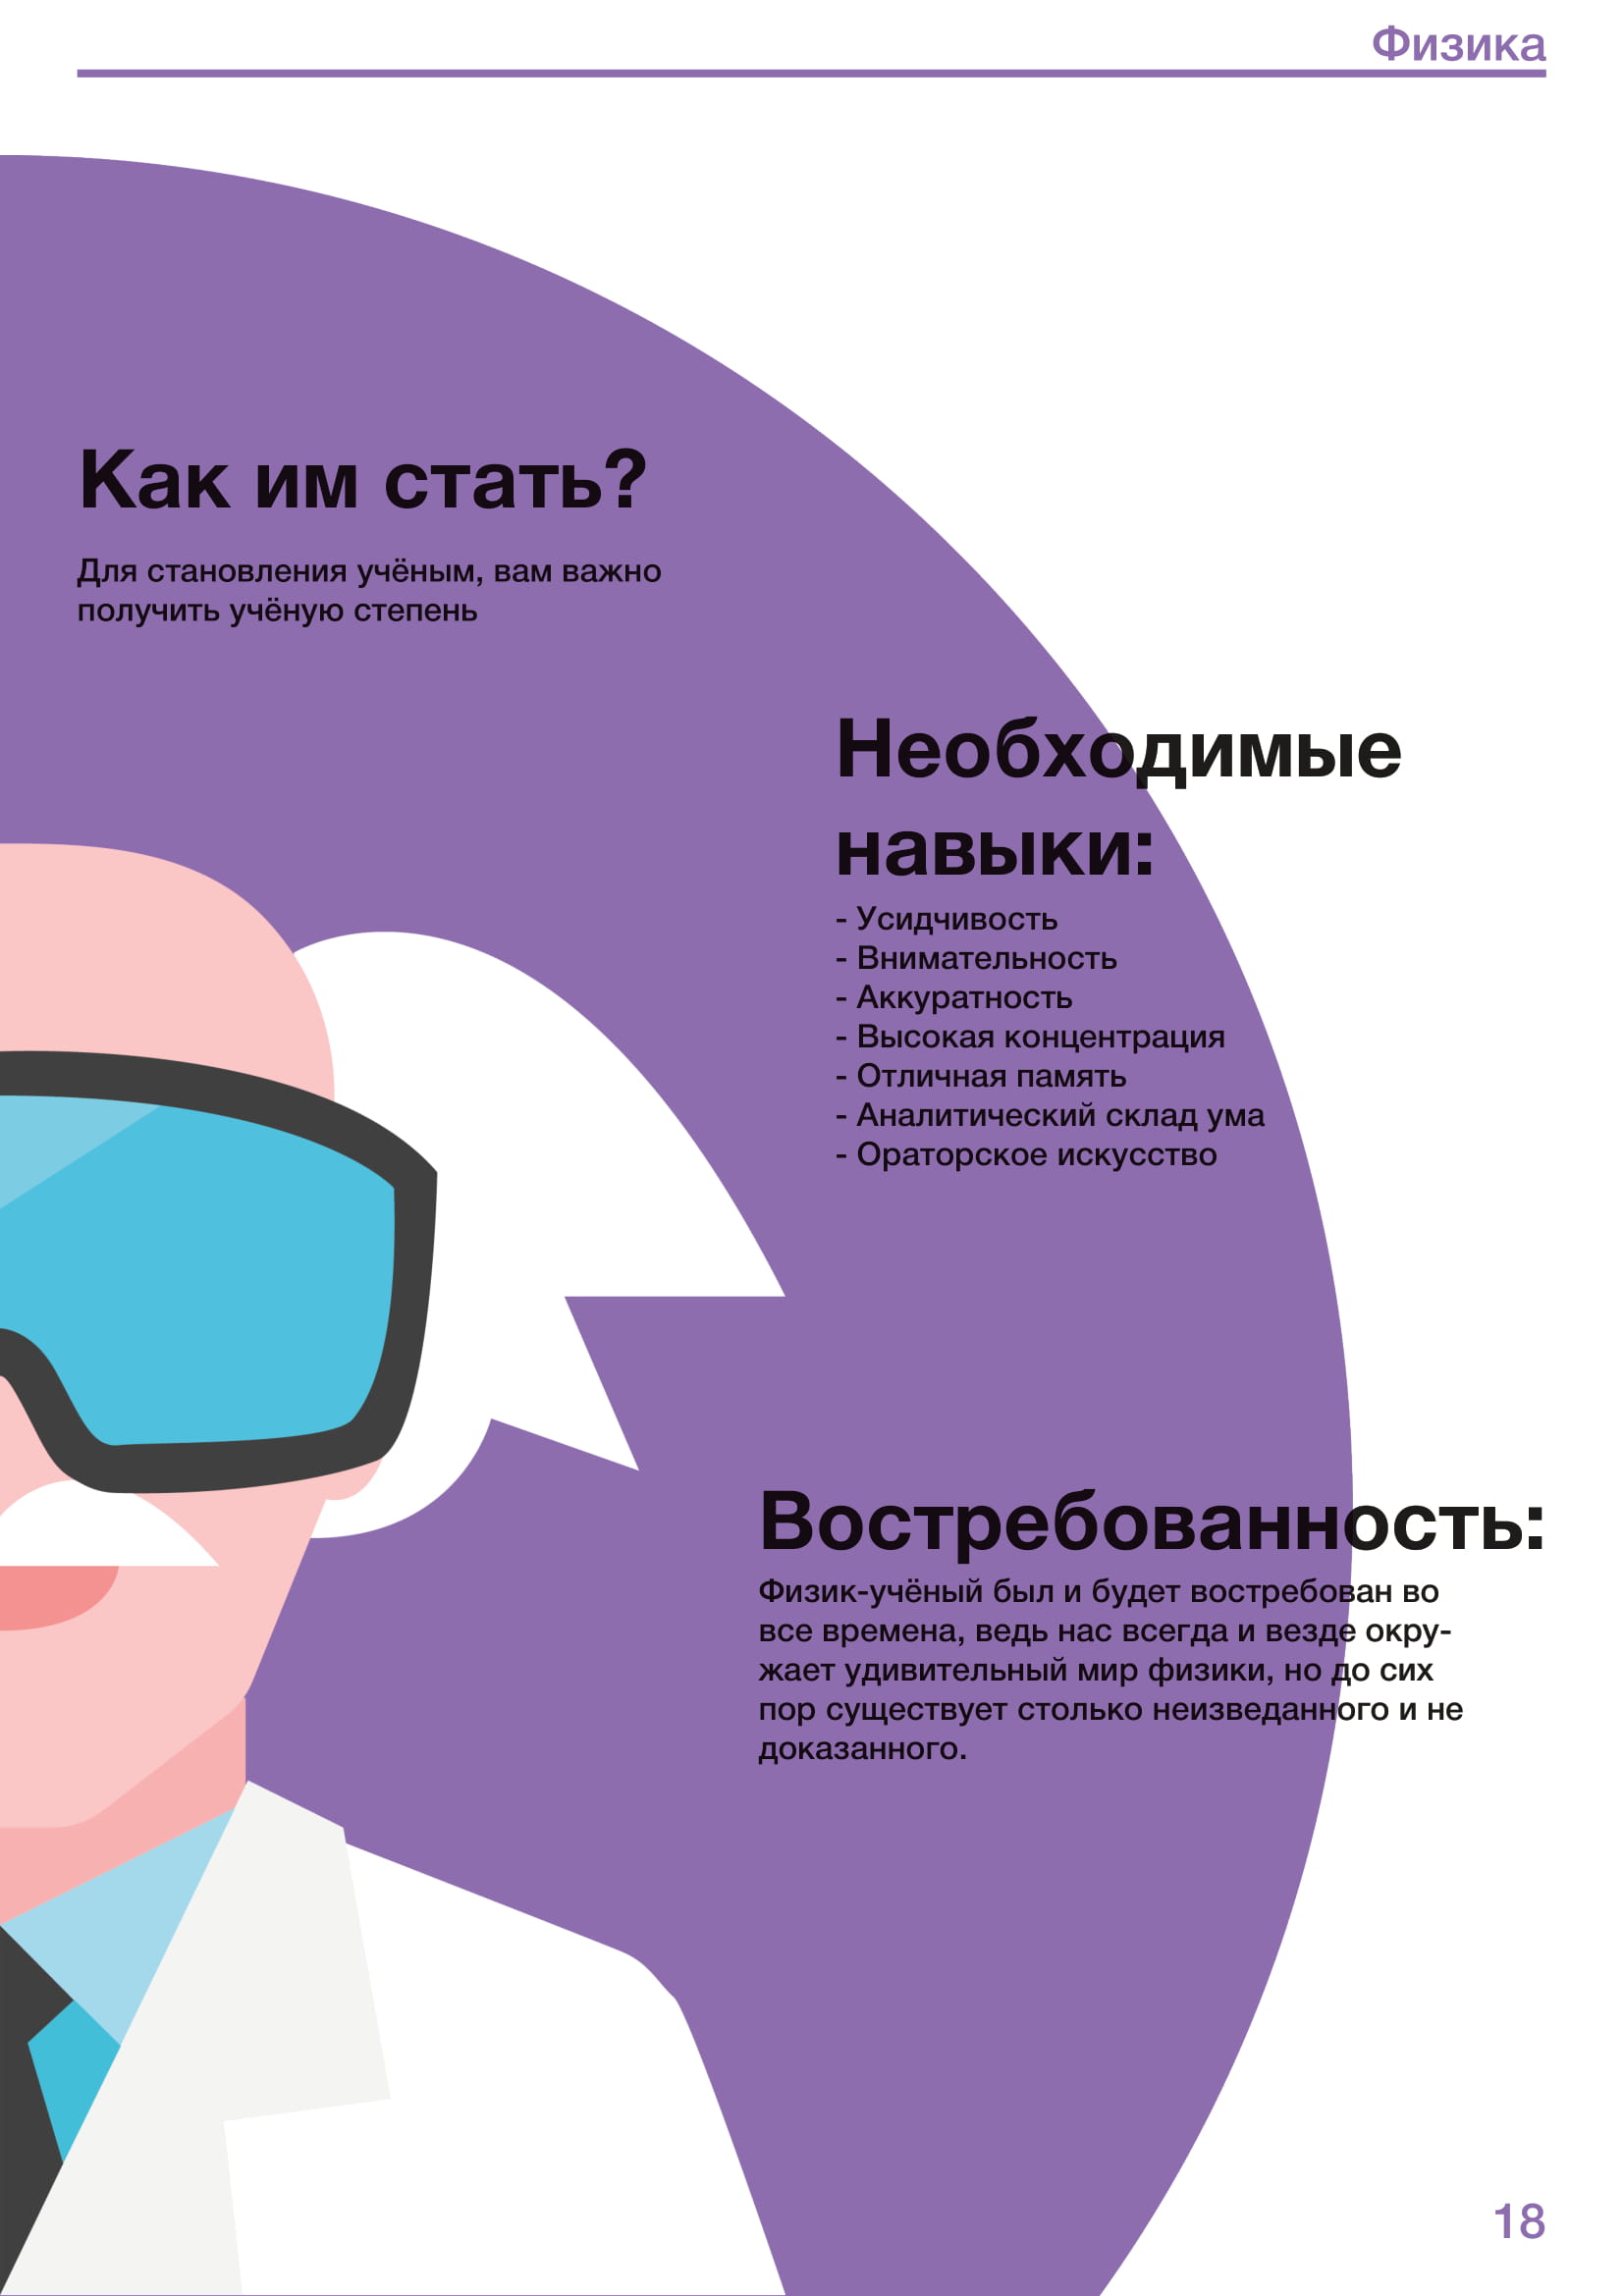 Физика
Как им стать?
Для становления учёным, вам важно
получить учёную степень
Необходимые
навыки:
- Усидчивость
- Внимательность
- Аккуратность
- Высокая концентрация
- Отличная память
- Аналитический склад ума
- Ораторское искусство
Востребованность:
Физик-учёный был и будет востребован во
все времена, ведь нас всегда и везде окру-
жает удивительный мир физики, но до сих
пор существует столько неизведанного и не
доказанного.
18